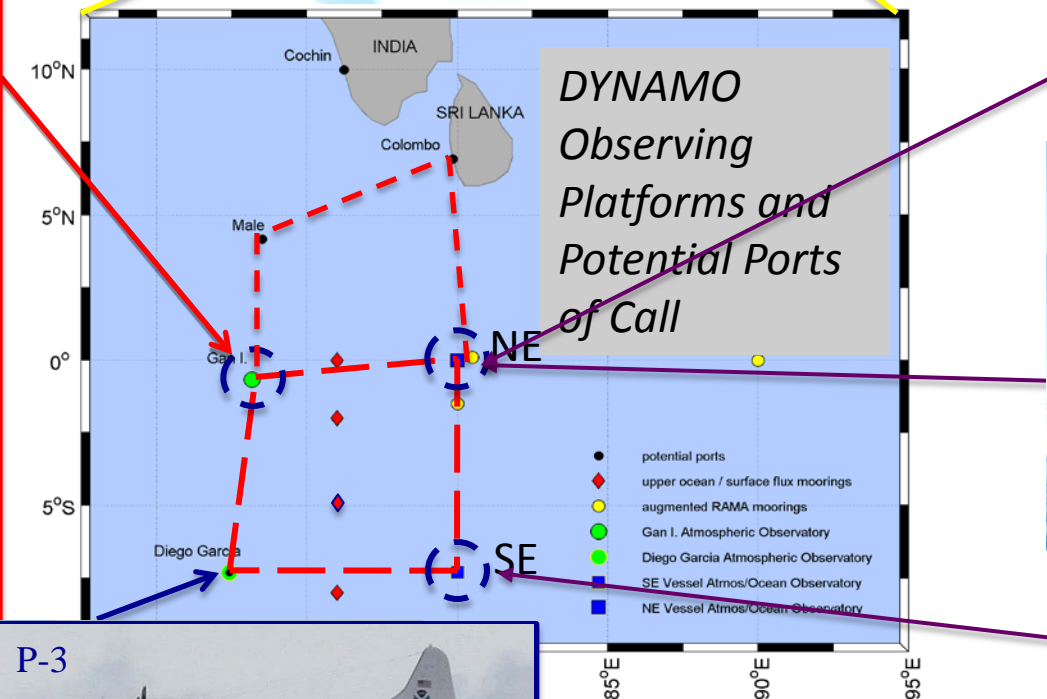 INDIA
Cochin
10°N
DYNAMO
Observing
Platforms and
Potential Ports
of Call
SRI LANKA
Colombo
5°N
Male
NE
Gan I.
0°
potential ports
upper ocean / surface flux moorings
augmented RAMA moorings
5°S
Gan I. Atmospheric Observatory
Diego Garcia
SE
Diego Garcia Atmospheric Observatory
SE Vessel Atmos/Ocean Observatory
NE Vessel Atmos/Ocean Observatory
P-3
85°E
90°E
95°E